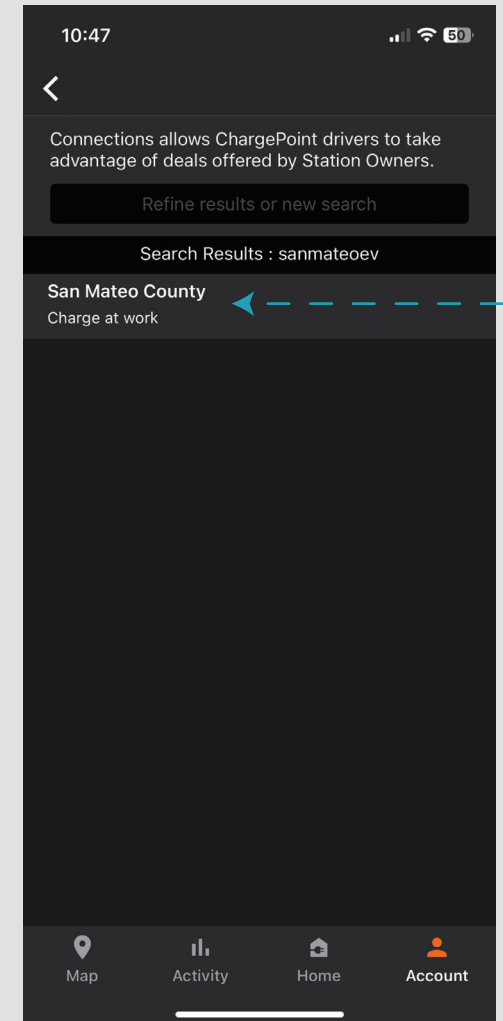 10:47
50
Connections allows ChargePoint drivers to take
advantage of deals offered by Station Owners.
Refine results or new search
Search Results : sanmateoev
San Mateo County
Charge at work
Map Activity Home Account